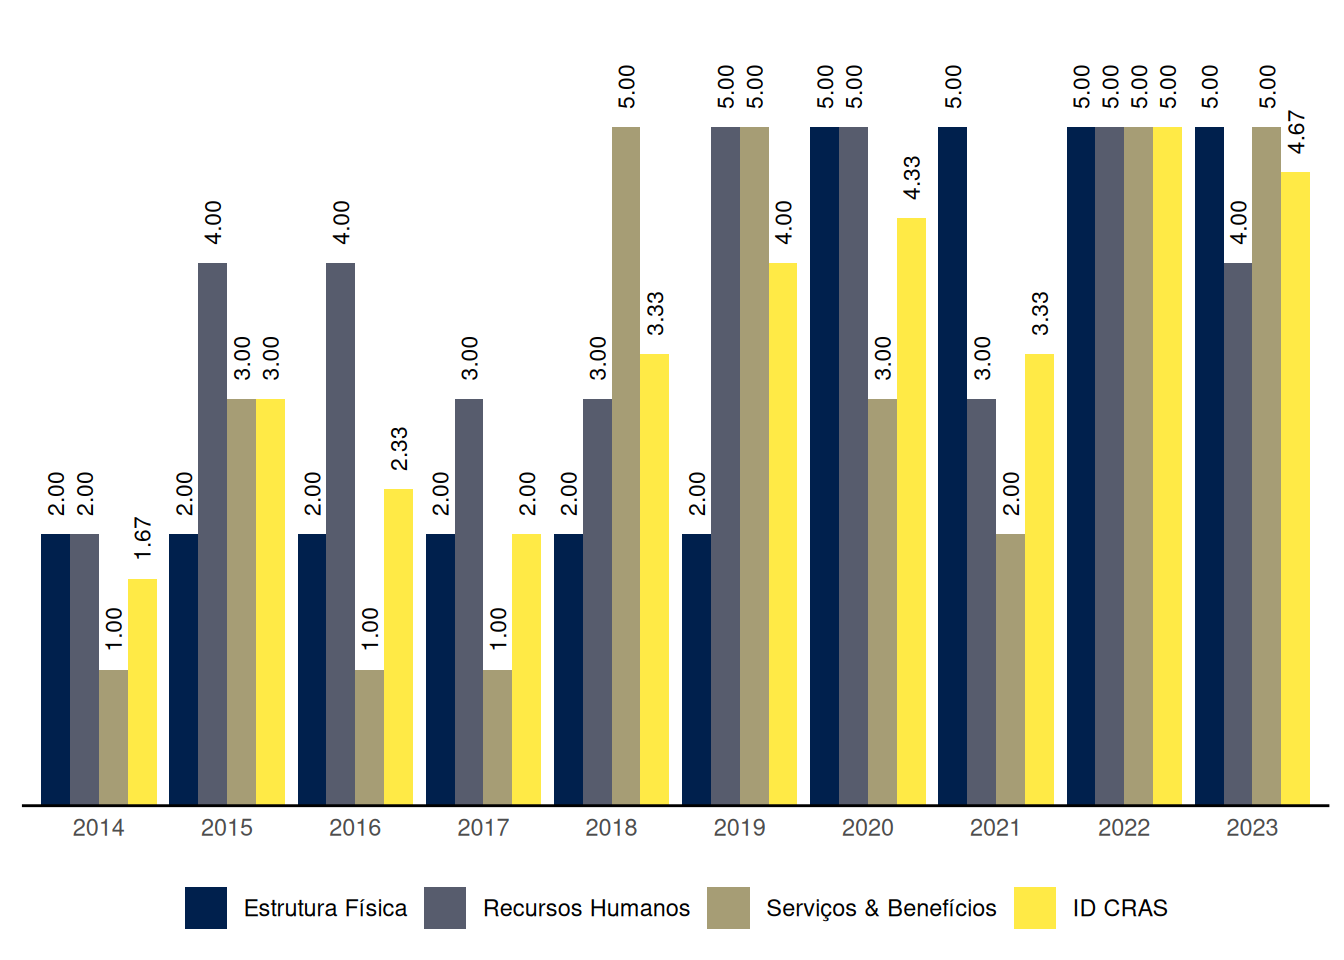 2.00 2.00 1.00 1.67
2.00 4.00 3.00 3.00
2.00 4.00 1.00 2.33
2.00 3.00 1.00 2.00
2.00 3.00 5.00 3.33
2.00 5.00 5.00 4.00
5.00 5.00 3.00 4.33
5.00 3.00 2.00 3.33
5.00 5.00 5.00 5.00
5.00 4.00 5.00 4.67
2014 2015 2016 2017 2018 2019 2020 2021 2022 2023
Estrutura Física Recursos Humanos Serviços & Benefícios ID CRAS